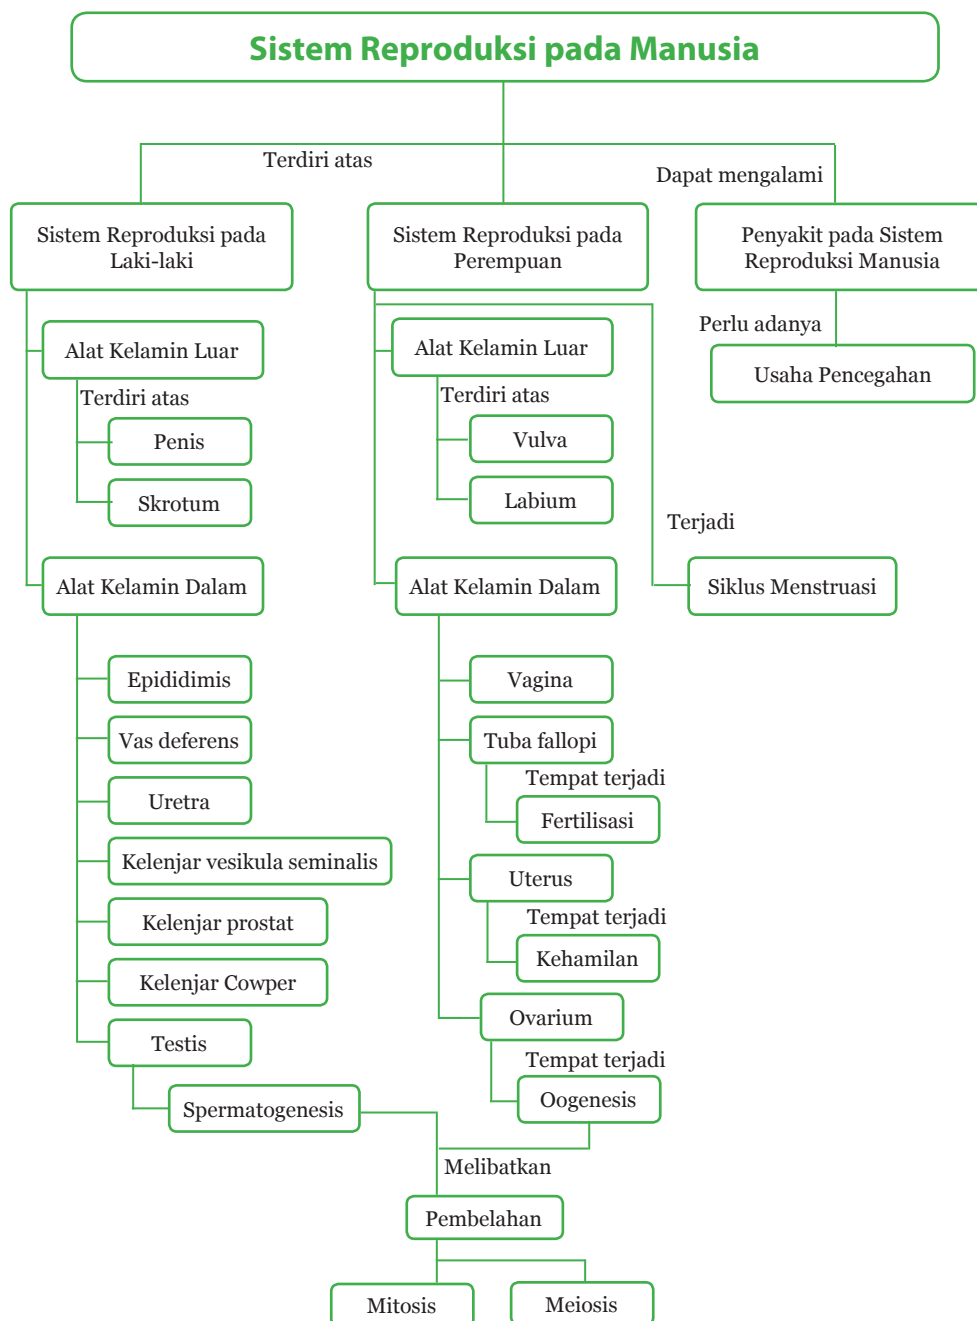 Sistem Reproduksi pada Manusia
Terdiri atas
Dapat mengalami
Sistem Reproduksi pada
Laki-laki
Sistem Reproduksi pada
Perempuan
Penyakit pada Sistem
Reproduksi Manusia
Perlu adanya
Usaha Pencegahan
Alat Kelamin Luar
Terdiri atas
Penis
Skrotum
Alat Kelamin Luar
Terdiri atas
Vulva
Labium
Terjadi
Siklus Menstruasi
Alat Kelamin Dalam
Epididimis
Vas deferens
Uretra
Kelenjar vesikula seminalis
Kelenjar prostat
Kelenjar Cowper
Testis
Spermatogenesis
Alat Kelamin Dalam
Vagina
Tuba fallopi
Tempat terjadi
Fertilisasi
Uterus
Tempat terjadi
Kehamilan
Ovarium
Tempat terjadi
Oogenesis
Melibatkan
Pembelahan
Mitosis
Meiosis